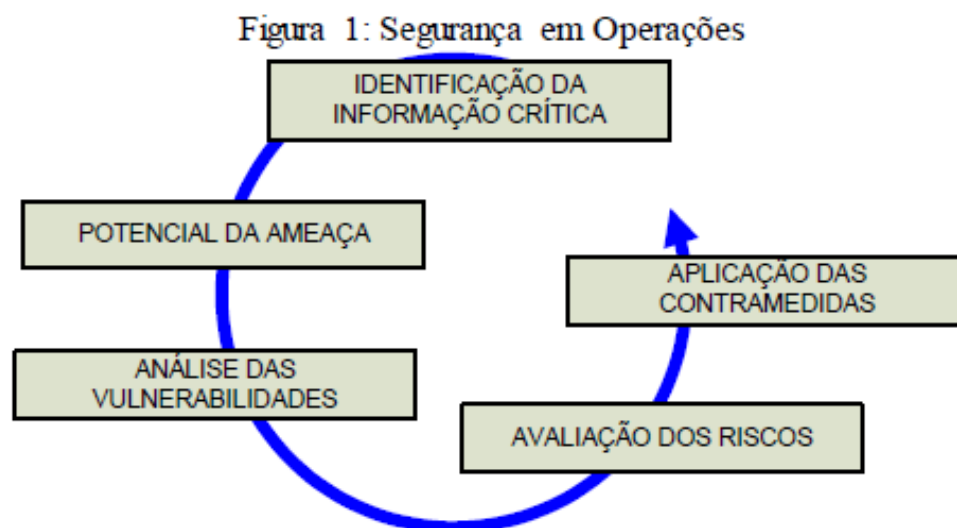 Figura 1: Segurança em Operações
IDENTIFICAÇÃO DA
INFORMAÇÃO CRÍTICA
POTENCIAL DA AMEAÇA
ANÁLISE DAS
VULNERABILIDADES
AVALIAÇÃO DOS RISCOS
APLICAÇÃO DAS
CONTRAMEDIDAS